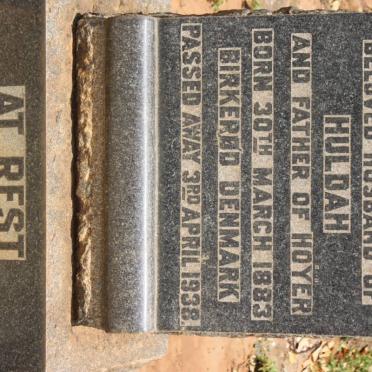 BELOVED HUSBAND OF
HULDAH
AND FATHER OF HÖYER
BORN 30TH MARCH 1883
BIRKERØD DENMARK
PASSED AWAY 3RD APRIL 1938.
AT REST